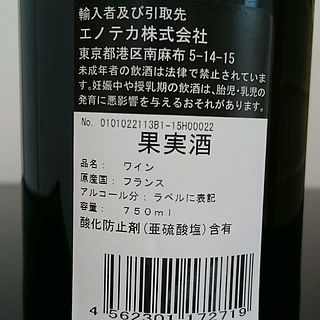 輸入者及び引取先
エノテカ株式会社
東京都港区南麻布 5-14-15
未成年者の飲酒は法律で禁止されていま
す。妊娠中や授乳期の飲酒は、胎児・乳児の
発育に悪影響を与えるおそれがあります。
No. 0101022113B1-15H00022
果実酒
品名： ワイン
原産国： フランス
アルコール分： ラベルに表記
容量： 750ml
酸化防止剤(亜硫酸塩)含有
4 562301 172719